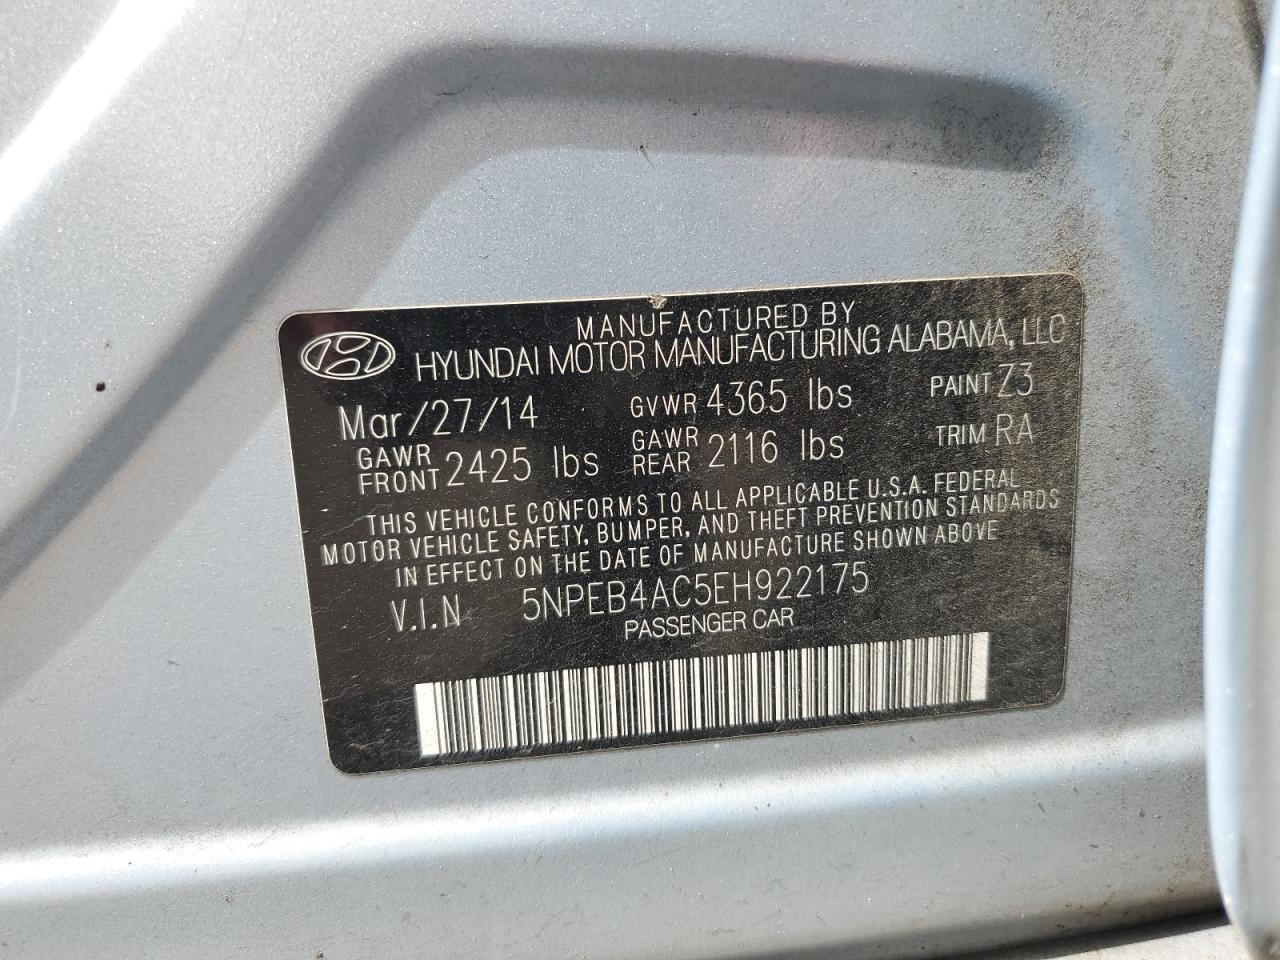 MANUFACTURED BY
HYUNDAI MOTOR MANUFACTURING ALABAMA, LLC
Mar/27/14 GVWR 4365 lbs PAINT Z3
GAWR FRONT 2425 lbs GAWR REAR 2116 lbs TRIM RA
THIS VEHICLE CONFORMS TO ALL APPLICABLE U.S.A. FEDERAL
MOTOR VEHICLE SAFETY, BUMPER, AND THEFT PREVENTION STANDARDS
IN EFFECT ON THE DATE OF MANUFACTURE SHOWN ABOVE
V.I.N 5NPEB4AC5EH922175
PASSENGER CAR